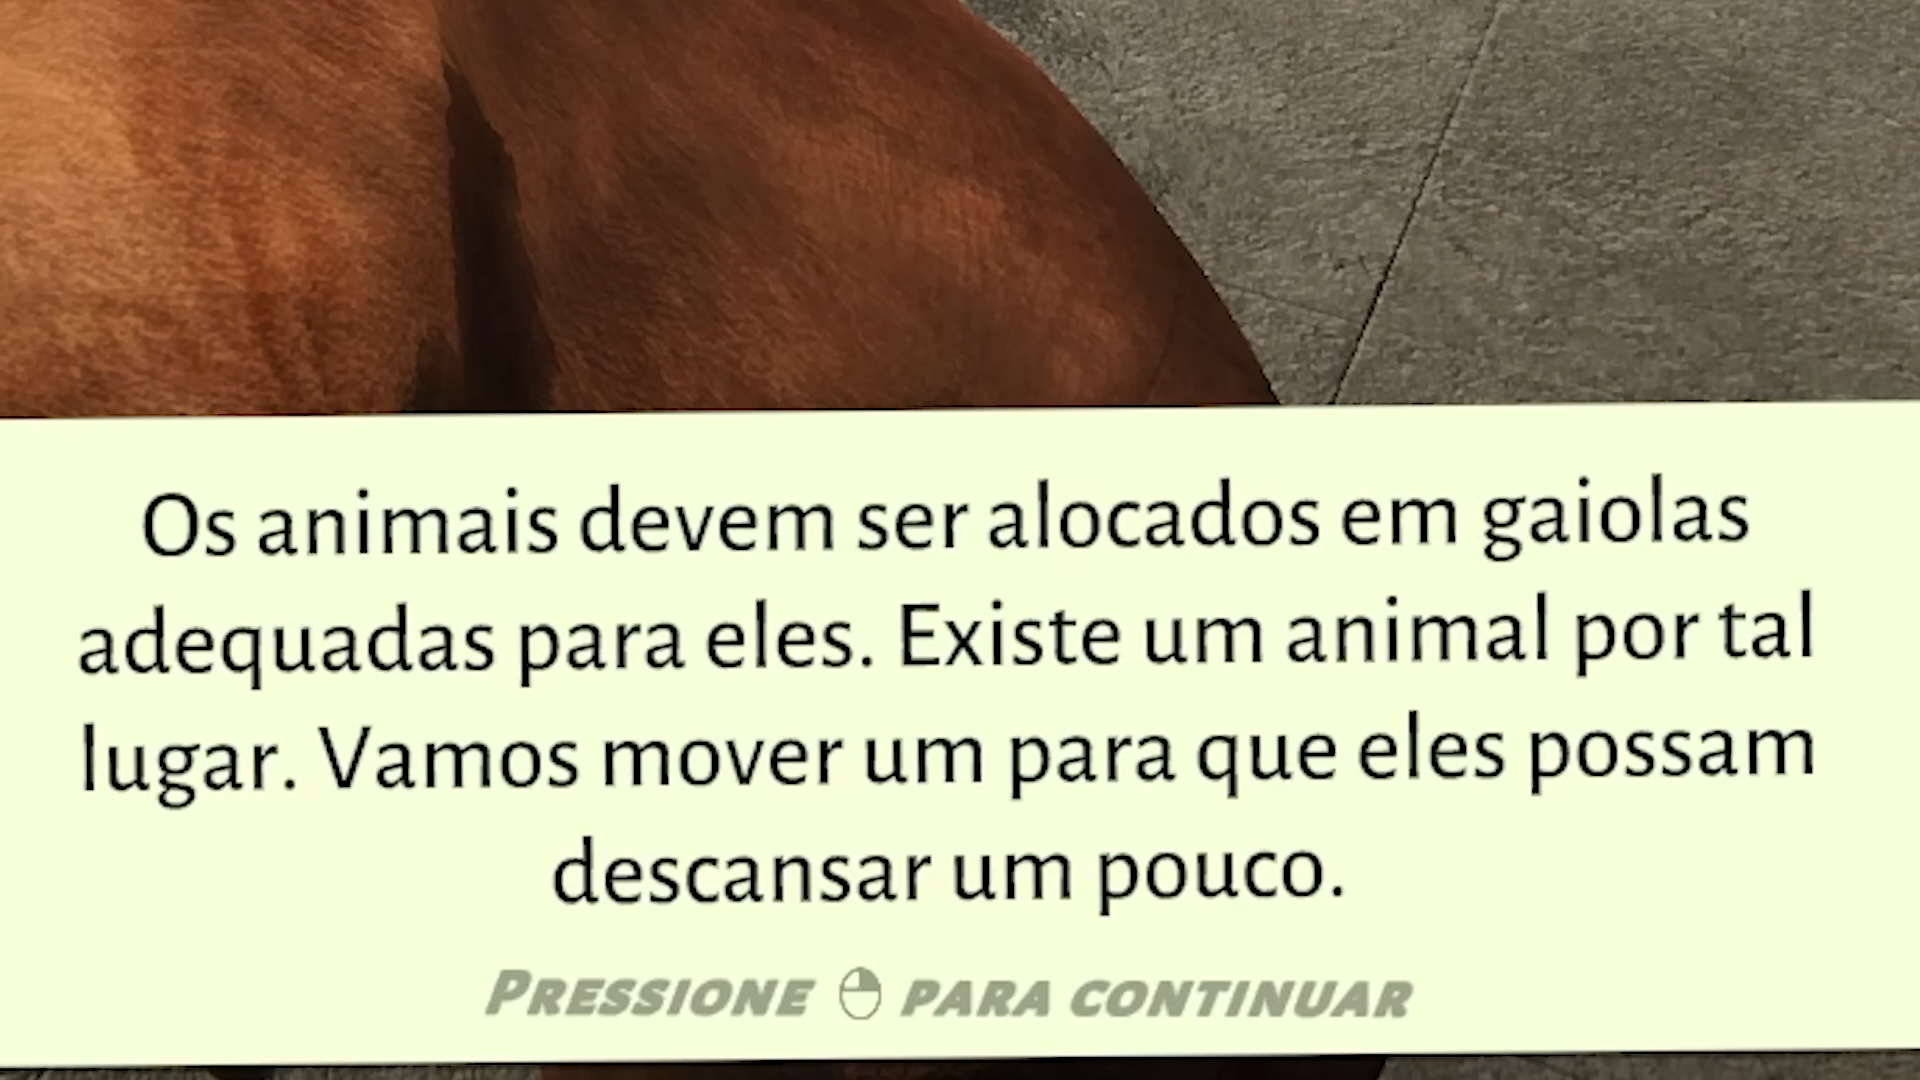 Os animais devem ser alocados em gaiolas
adequadas para eles. Existe um animal por tal
lugar. Vamos mover um para que eles possam
descansar um pouco.
PRESSIONE PARA CONTINUAR